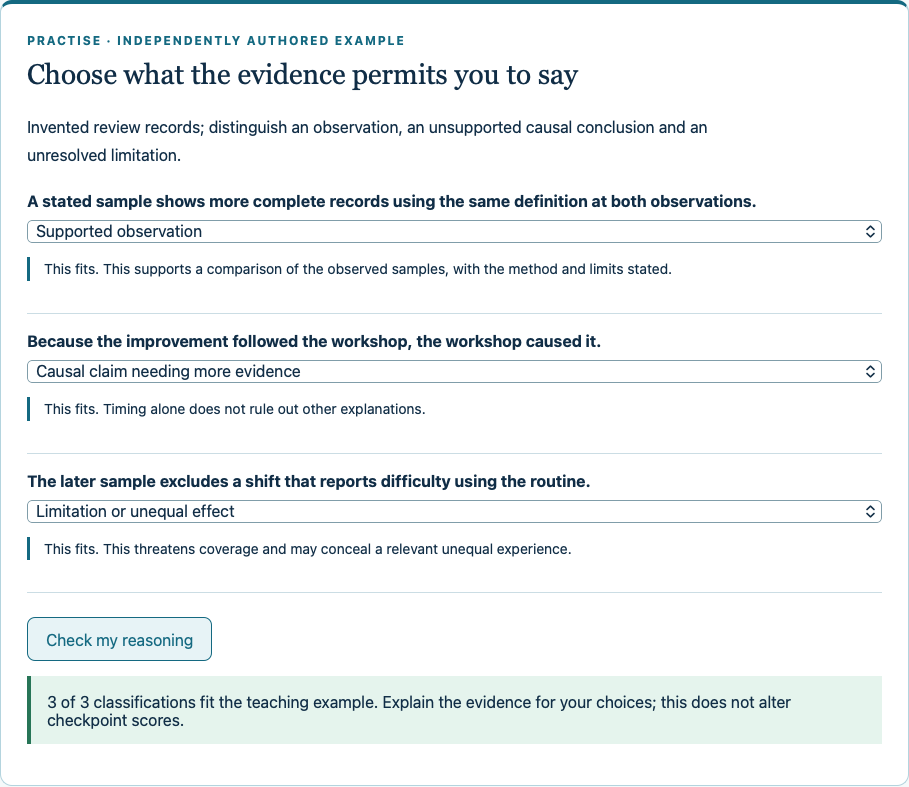 PRACTISE · INDEPENDENTLY AUTHORED EXAMPLE
Choose what the evidence permits you to say
Invented review records; distinguish an observation, an unsupported causal conclusion and an
unresolved limitation.
A stated sample shows more complete records using the same definition at both observations.
Supported observation
This fits. This supports a comparison of the observed samples, with the method and limits stated.
Because the improvement followed the workshop, the workshop caused it.
Causal claim needing more evidence
This fits. Timing alone does not rule out other explanations.
The later sample excludes a shift that reports difficulty using the routine.
Limitation or unequal effect
This fits. This threatens coverage and may conceal a relevant unequal experience.
Check my reasoning
3 of 3 classifications fit the teaching example. Explain the evidence for your choices; this does not alter
checkpoint scores.